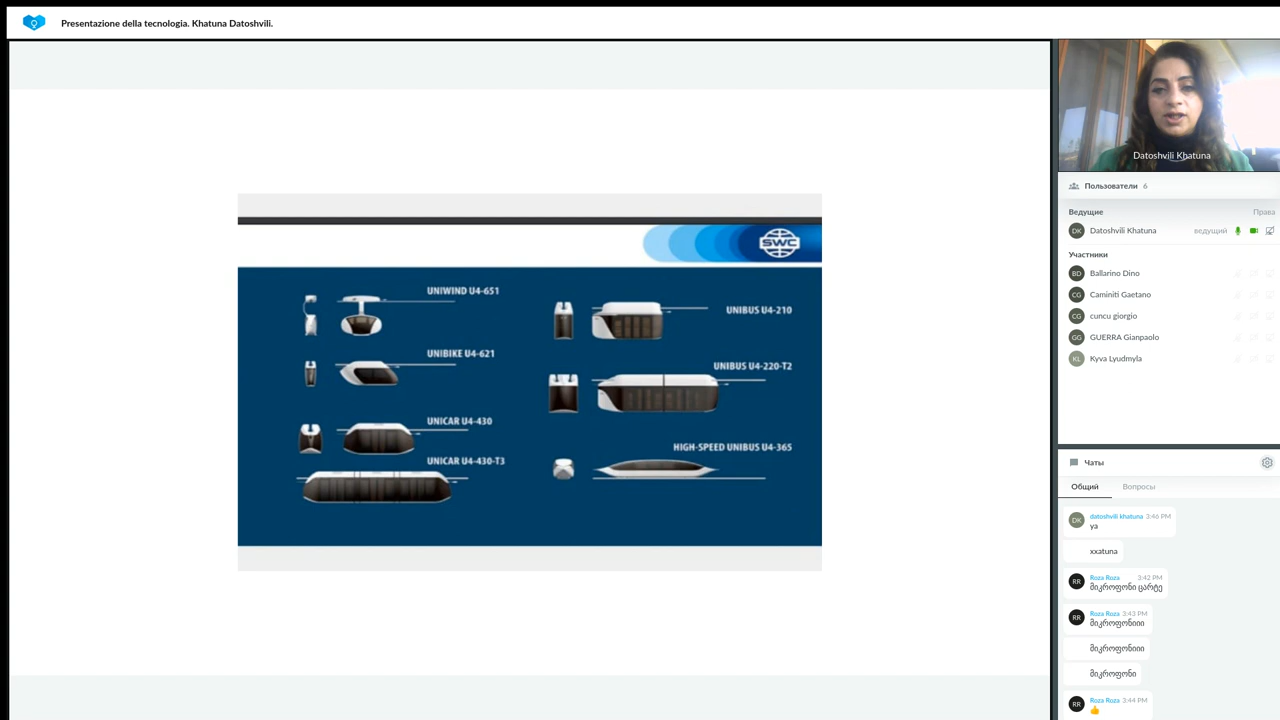 Presentazione della tecnologia. Khatuna Datoshvili.
SWC
UNIWIND U4-651
UNIBIKE U4-621
UNICAR U4-430
UNICAR U4-430-T3
UNIBUS U4-210
UNIBUS U4-220-T2
HIGH-SPEED UNIBUS U4-365
Datoshvili Khatuna
Пользователи 6
Ведущие Права
DK Datoshvili Khatuna ведущий
Участники
BD Ballarino Dino
CG Caminiti Gaetano
CG cuncu giorgio
GG GUERRA Gianpaolo
KL Kyva Lyudmyla
Чаты
Общий Вопросы
DK datoshvili khatuna 3:46 PM
ya
xxatuna
RR Roza Roza 3:42 PM
მიკროფონი ცარტე
RR Roza Roza 3:43 PM
მიკროფონიიი
მიკროფონიიი
მიკროფონი
RR Roza Roza 3:44 PM
👍